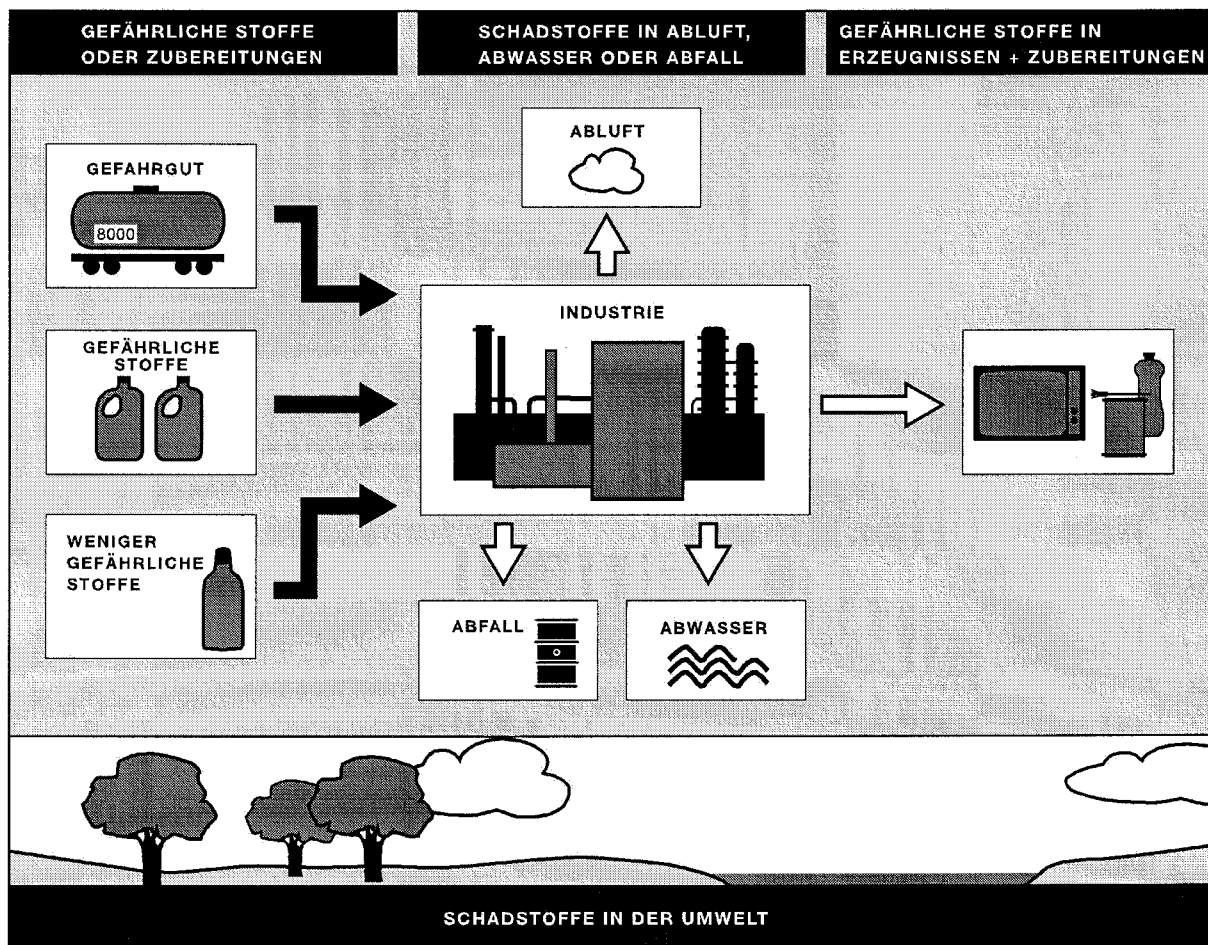 GEFÄHRLICHE STOFFE
ODER ZUBEREITUNGEN
SCHADSTOFFE IN ABLUFT,
ABWASSER ODER ABFALL
GEFÄHRLICHE STOFFE IN
ERZEUGNISSEN + ZUBEREITUNGEN
GEFAHRGUT
8000
GEFÄHRLICHE
STOFFE
WENIGER
GEFÄHRLICHE
STOFFE
ABLUFT
INDUSTRIE
ABFALL
ABWASSER
SCHADSTOFFE IN DER UMWELT